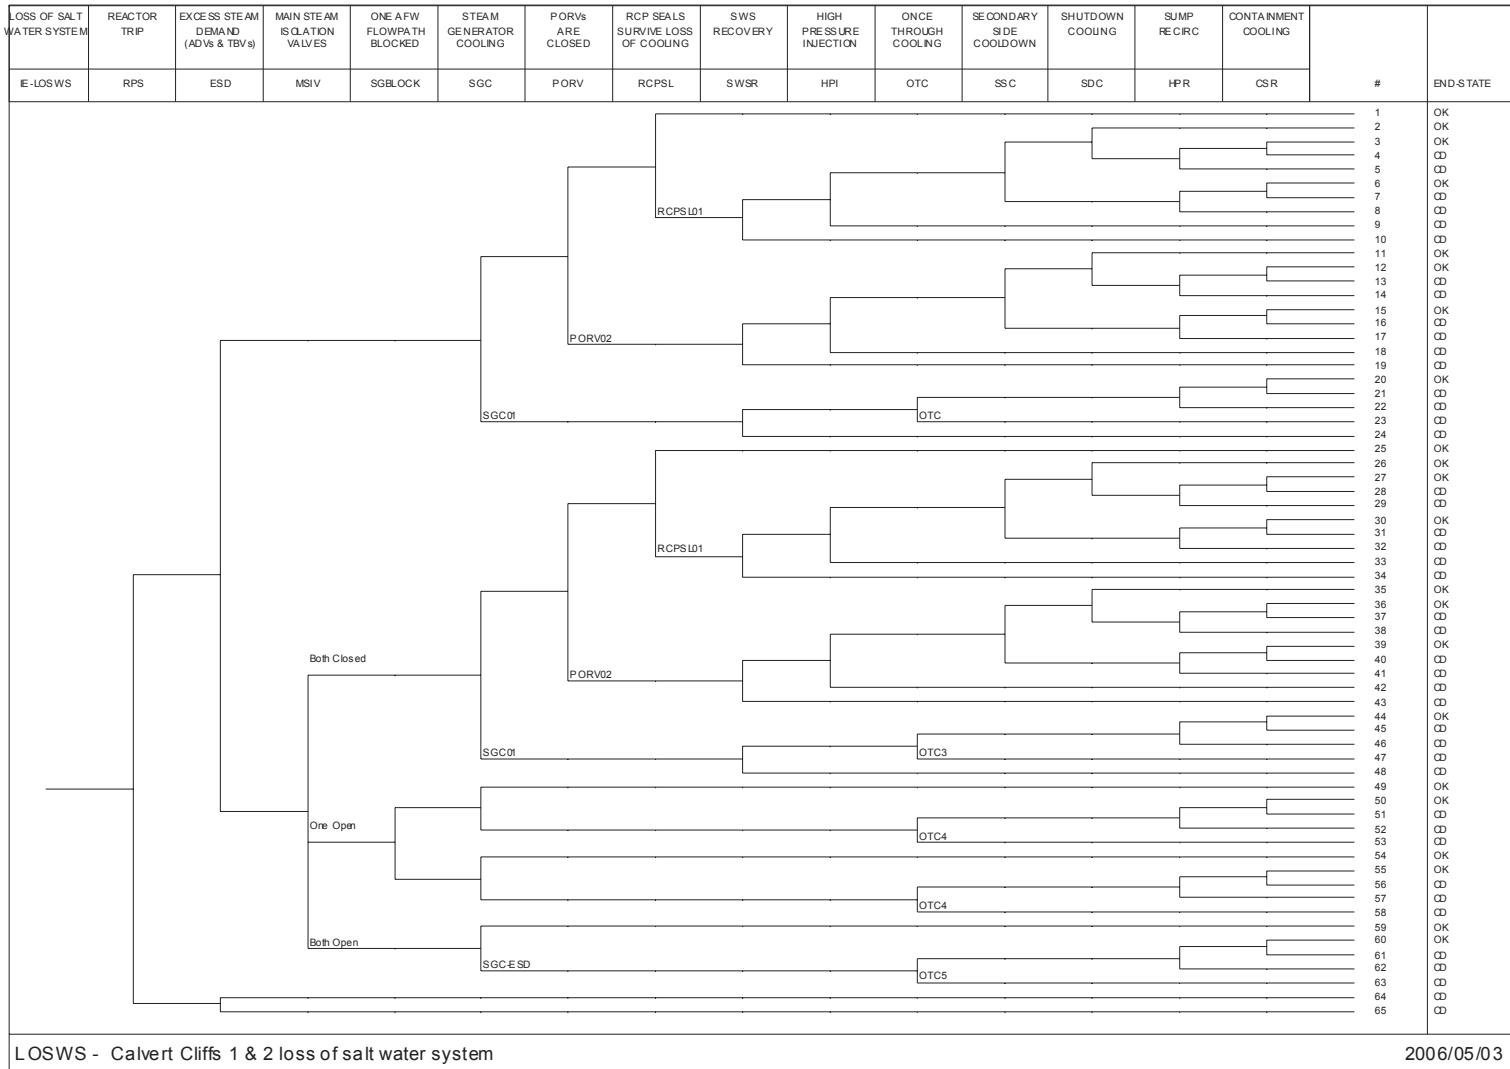 LOSS OF SALT WATER SYSTEM
REACTOR TRIP
EXCESS STEAM DEMAND (ADVs & TBVs)
MAIN STEAM ISOLATION VALVES
ONE AFW FLOWPATH BLOCKED
STEAM GENERATOR COOLING
PORVs ARE CLOSED
RCP SEALS SURVIVE LOSS OF COOLING
SWS RECOVERY
HIGH PRESSURE INJECTION
ONCE THROUGH COOLING
SECONDARY SIDE COOLDOWN
SHUTDOWN COOLING
SUMP RECIRC
CONTAINMENT COOLING
IE-LOSWS RPS ESD MSIV SGBLOCK SGC PORV RCPSL SWSR HPI OTC SSC SDC HPR CSR # END-STATE
1 OK
2 OK
3 OK
4 CD
5 CD
6 OK
7 CD
RCPSL01 8 CD
9 CD
10 CD
11 OK
12 OK
13 CD
14 CD
15 OK
16 CD
PORV02 17 CD
18 CD
19 CD
20 OK
21 CD
22 CD
SGC01 OTC 23 CD
24 CD
25 OK
26 OK
27 OK
28 CD
29 CD
30 OK
31 CD
RCPSL01 32 CD
33 CD
34 CD
35 OK
36 OK
37 CD
38 CD
39 OK
Both Closed 40 CD
PORV02 41 CD
42 CD
43 CD
44 OK
45 CD
46 CD
SGC01 OTC3 47 CD
48 CD
49 OK
50 OK
51 CD
One Open 52 CD
OTC4 53 CD
54 OK
55 OK
56 CD
57 CD
OTC4 58 CD
59 OK
Both Open 60 OK
61 CD
SGC-ESD 62 CD
OTC5 63 CD
64 CD
65 CD
LOSWS - Calvert Cliffs 1 & 2 loss of salt water system 2006/05/03